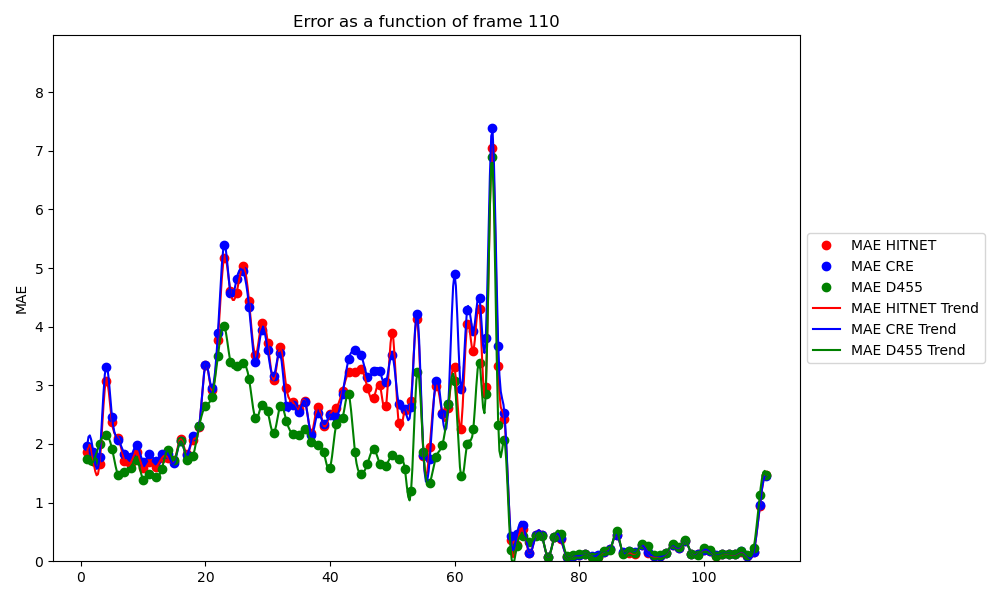 Error as a function of frame 110
MAE
8
7
6
5
4
3
2
1
0
0 20 40 60 80 100
MAE HITNET
MAE CRE
MAE D455
MAE HITNET Trend
MAE CRE Trend
MAE D455 Trend